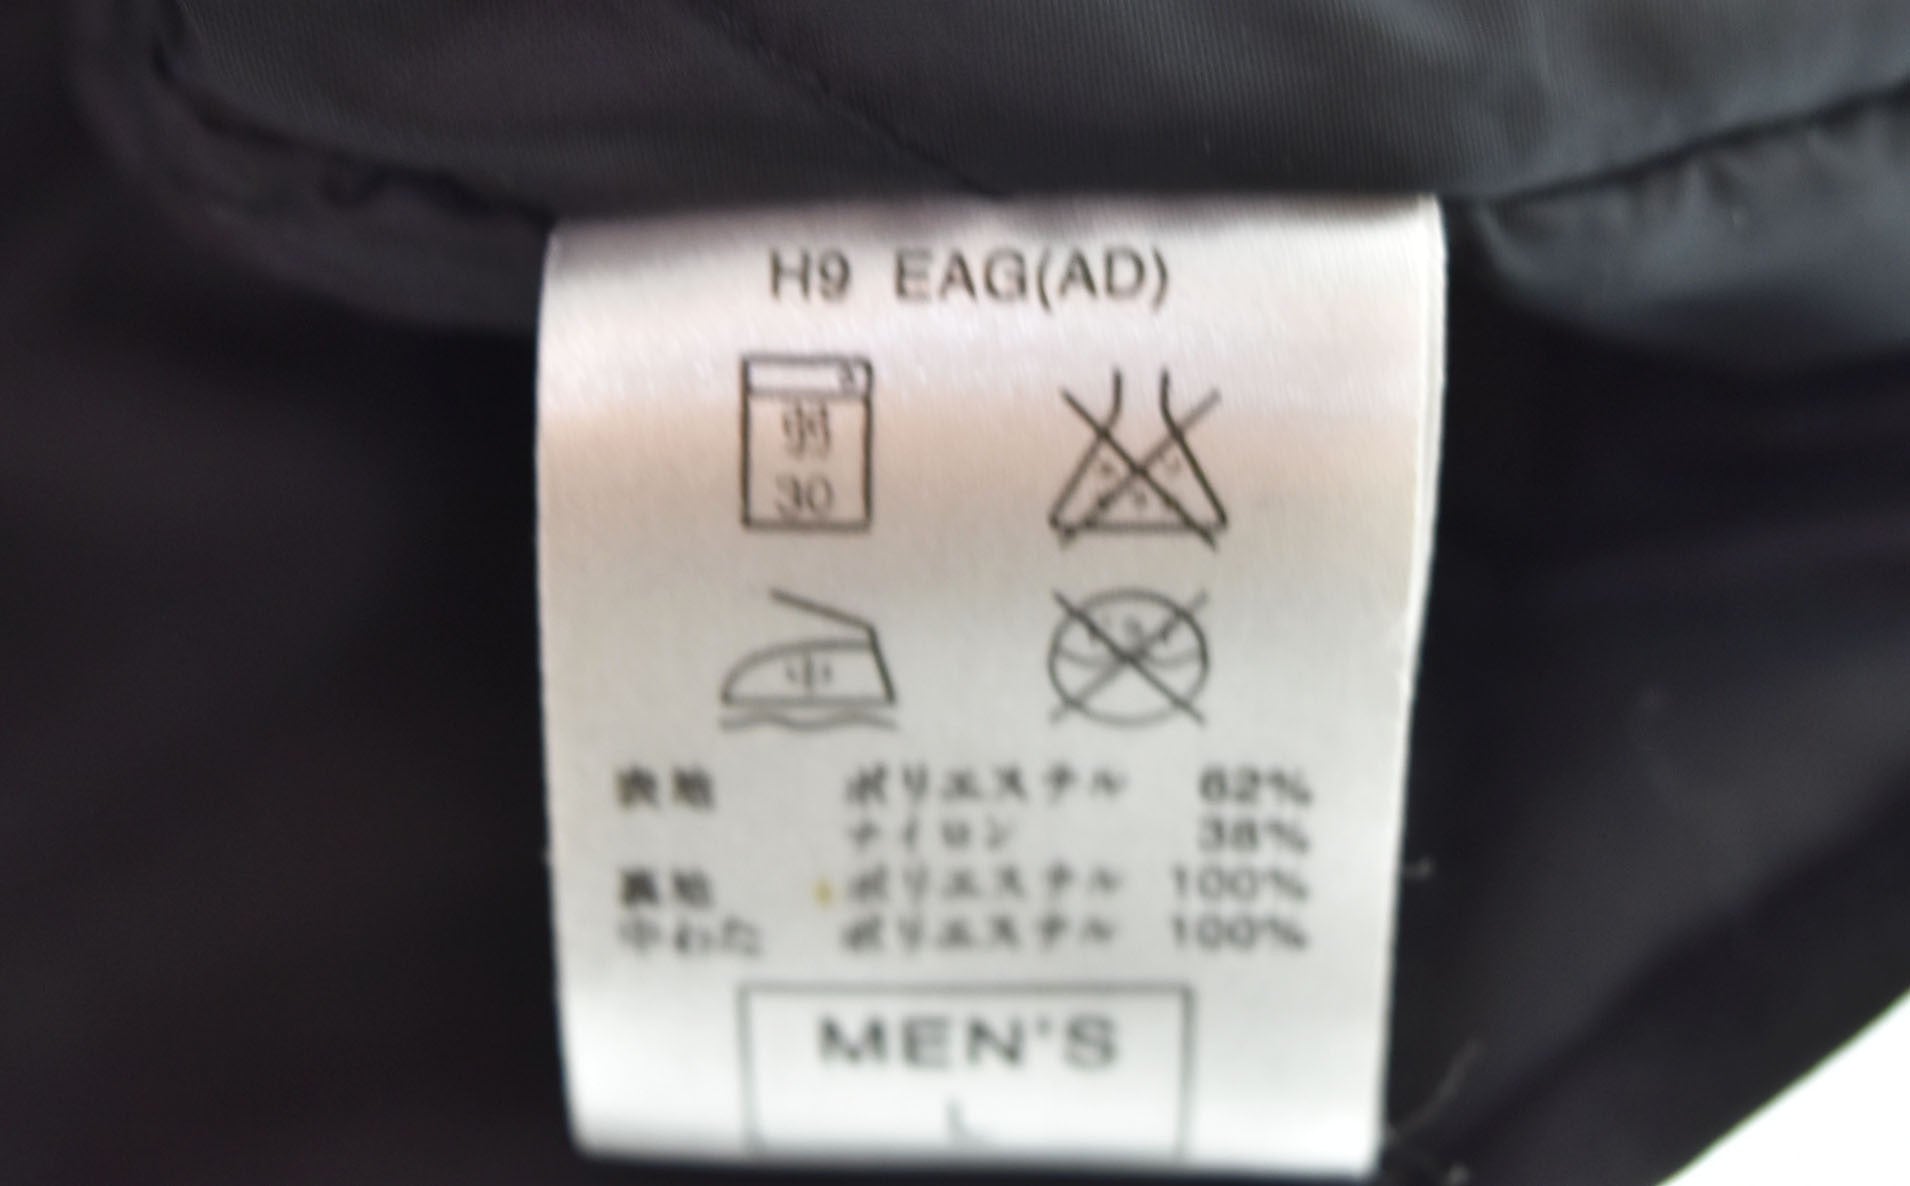 H9 EAG(AD)
弱
30
中
表地 ポリエステル 62%
ナイロン 38%
裏地 ポリエステル 100%
中わた ポリエステル 100%
MEN'S
L